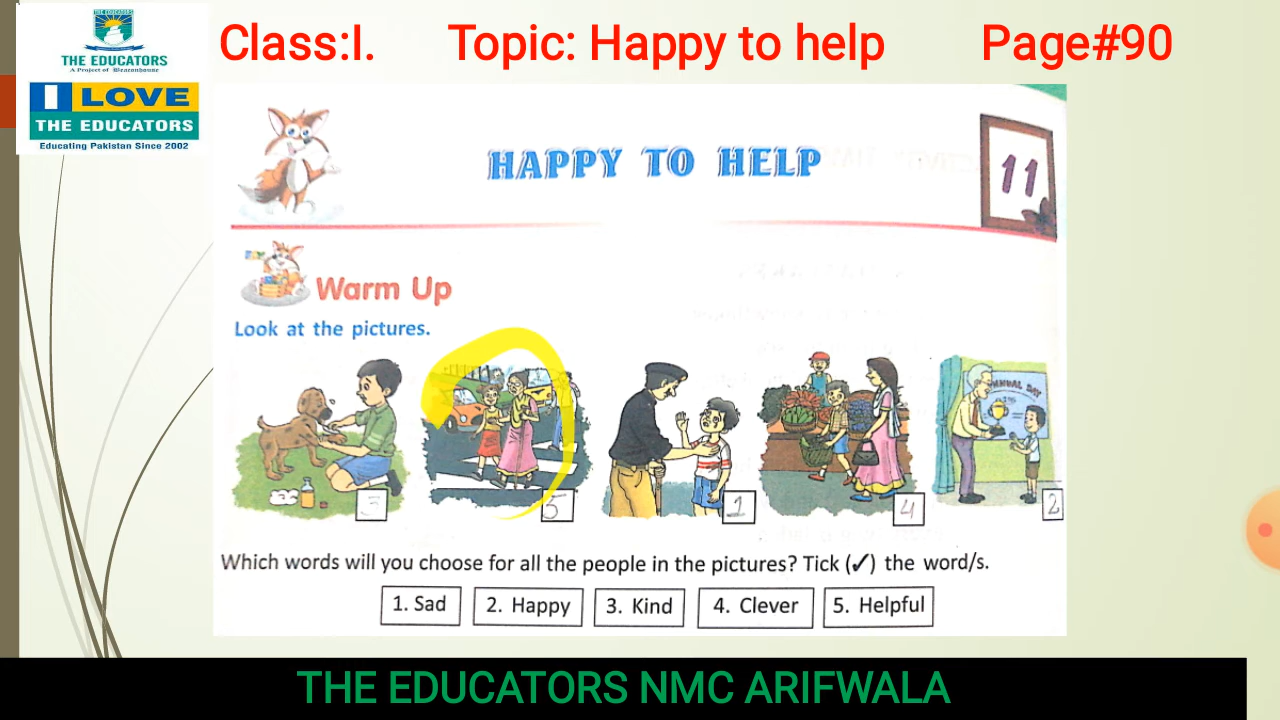 THE EDUCATORS
A Project of Beaconhouse
I LOVE
THE EDUCATORS
Educating Pakistan Since 2002
Class:I. Topic: Happy to help Page#90
HAPPY TO HELP
11
Warm Up
Look at the pictures.
ANNUAL DAY
3
5
1
4
2
Which words will you choose for all the people in the pictures? Tick (✓) the word/s.
1. Sad 2. Happy 3. Kind 4. Clever 5. Helpful
THE EDUCATORS NMC ARIFWALA